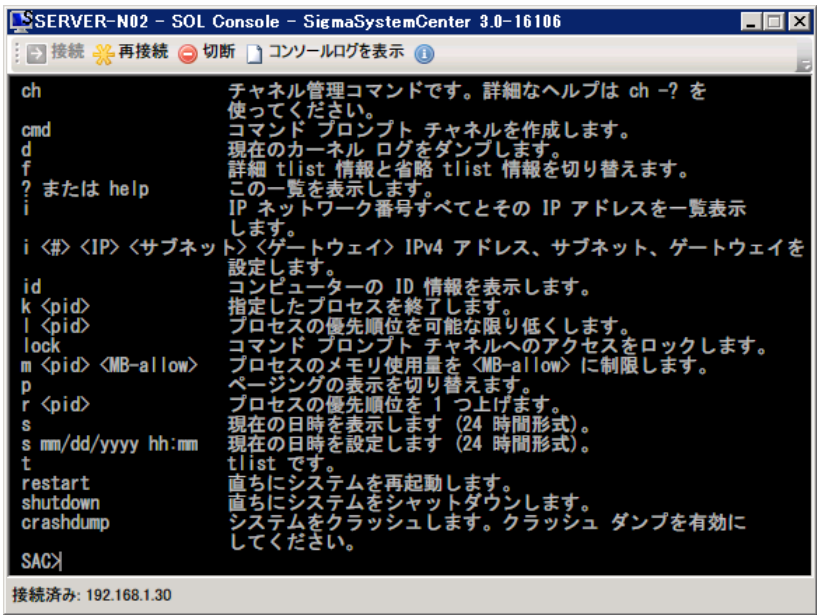 SERVER-N02 - SOL Console - SigmaSystemCenter 3.0-16106
接続 再接続 切断 コンソールログを表示
ch チャネル管理コマンドです。詳細なヘルプは ch -? を
使ってください。
cmd コマンド プロンプト チャネルを作成します。
d 現在のカーネル ログをダンプします。
f 詳細 tlist 情報と省略 tlist 情報を切り替えます。
? または help この一覧を表示します。
i IP ネットワーク番号すべてとその IP アドレスを一覧表示
します。
i <#> <IP> <サブネット> <ゲートウェイ> IPv4 アドレス、サブネット、ゲートウェイを
設定します。
id コンピューターの ID 情報を表示します。
k <pid> 指定したプロセスを終了します。
l <pid> プロセスの優先順位を可能な限り低くします。
lock コマンド プロンプト チャネルへのアクセスをロックします。
m <pid> <MB-allow> プロセスのメモリ使用量を <MB-allow> に制限します。
p ページングの表示を切り替えます。
r <pid> プロセスの優先順位を 1 つ上げます。
s 現在の日時を表示します (24 時間形式)。
s mm/dd/yyyy hh:mm 現在の日時を設定します (24 時間形式)。
t tlist です。
restart 直ちにシステムを再起動します。
shutdown 直ちにシステムをシャットダウンします。
crashdump システムをクラッシュします。クラッシュ ダンプを有効に
してください。
SAC>
接続済み: 192.168.1.30